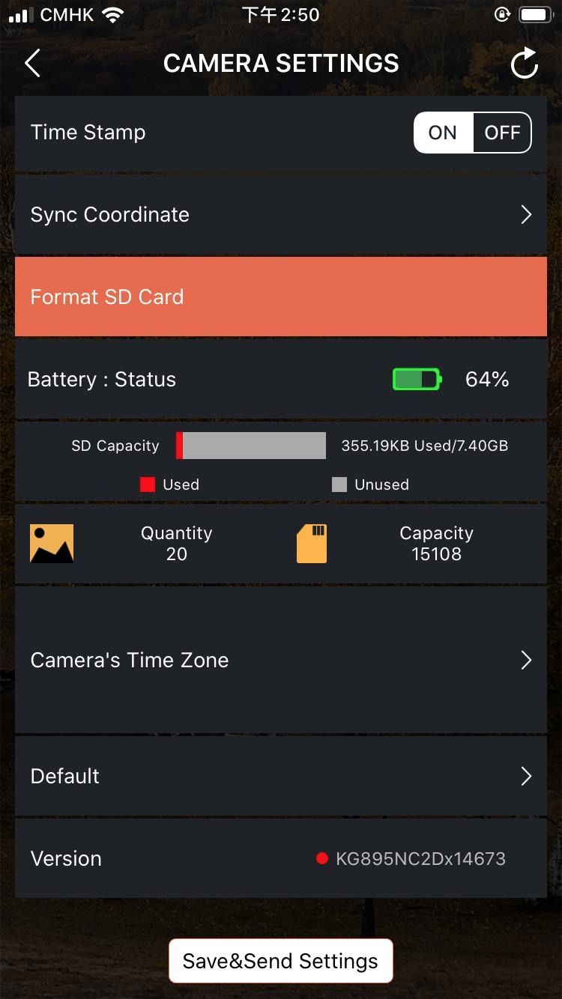 CMHK 下午2:50
CAMERA SETTINGS
Time Stamp ON OFF
Sync Coordinate
Format SD Card
Battery : Status 64%
SD Capacity 355.19KB Used/7.40GB
Used Unused
Quantity Capacity
20 15108
Camera's Time Zone
Default
Version KG895NC2Dx14673
Save&Send Settings